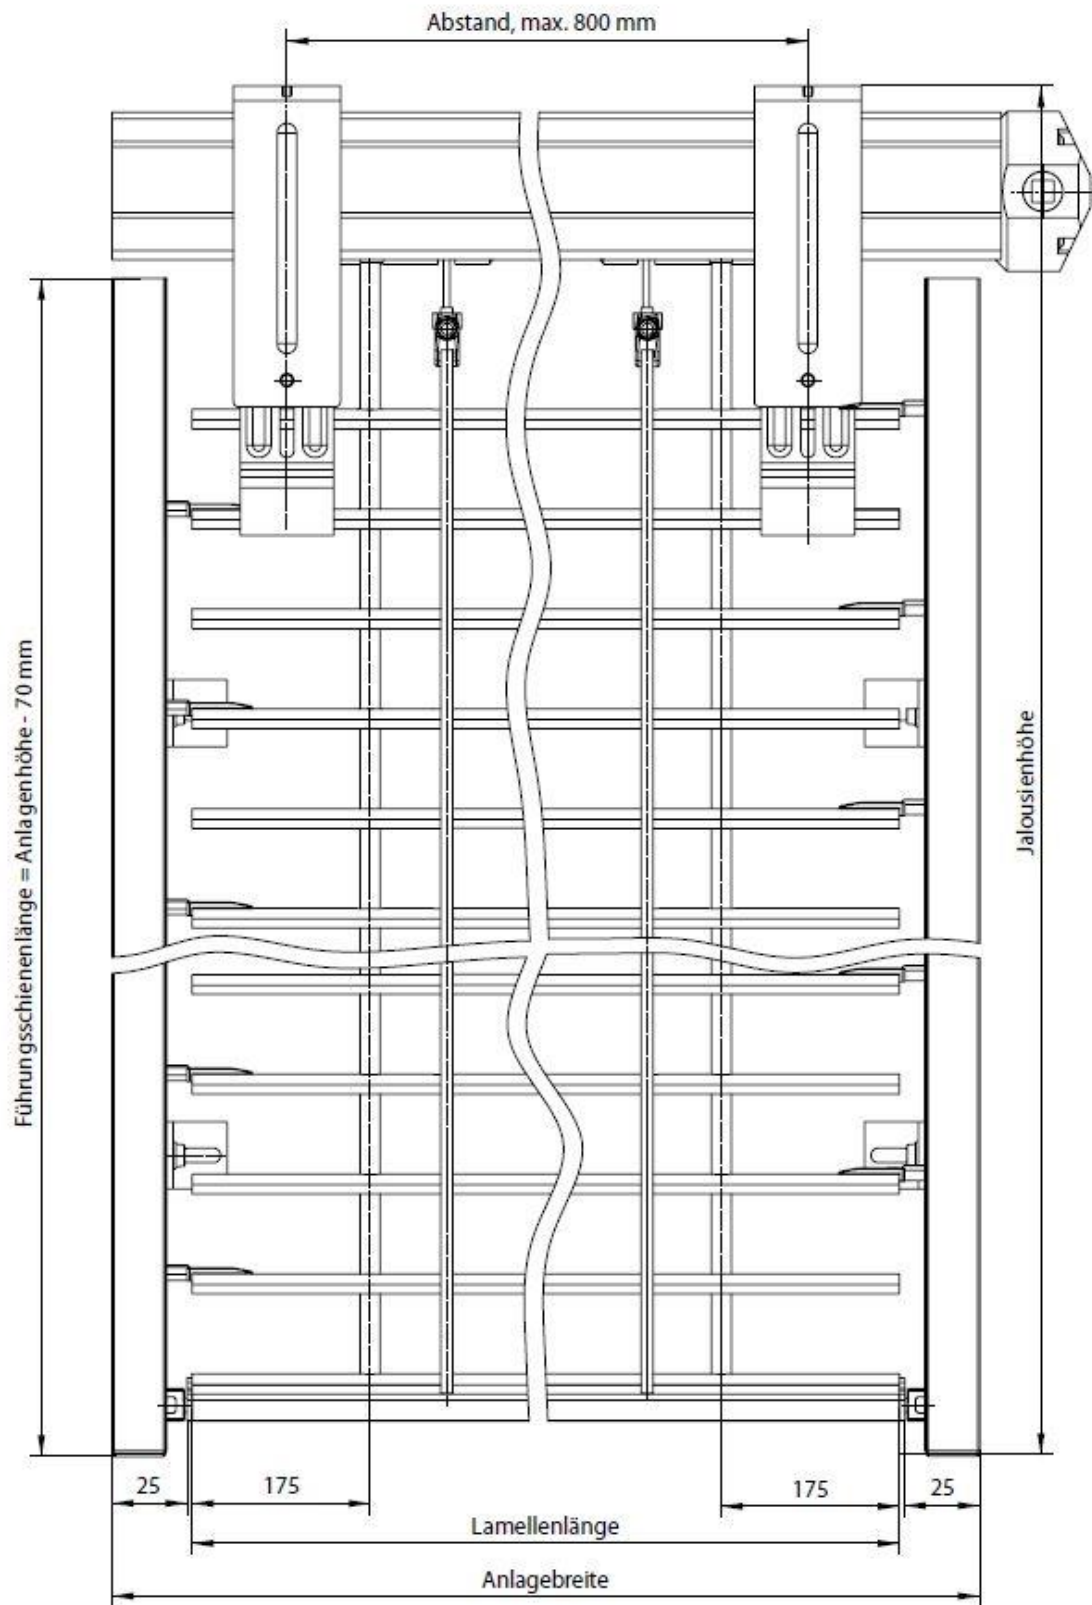 Abstand, max. 800 mm
Führungsschienenlänge = Anlagenhöhe - 70 mm
Jalousienhöhe
25
175
175
25
Lamellenlänge
Anlagebreite